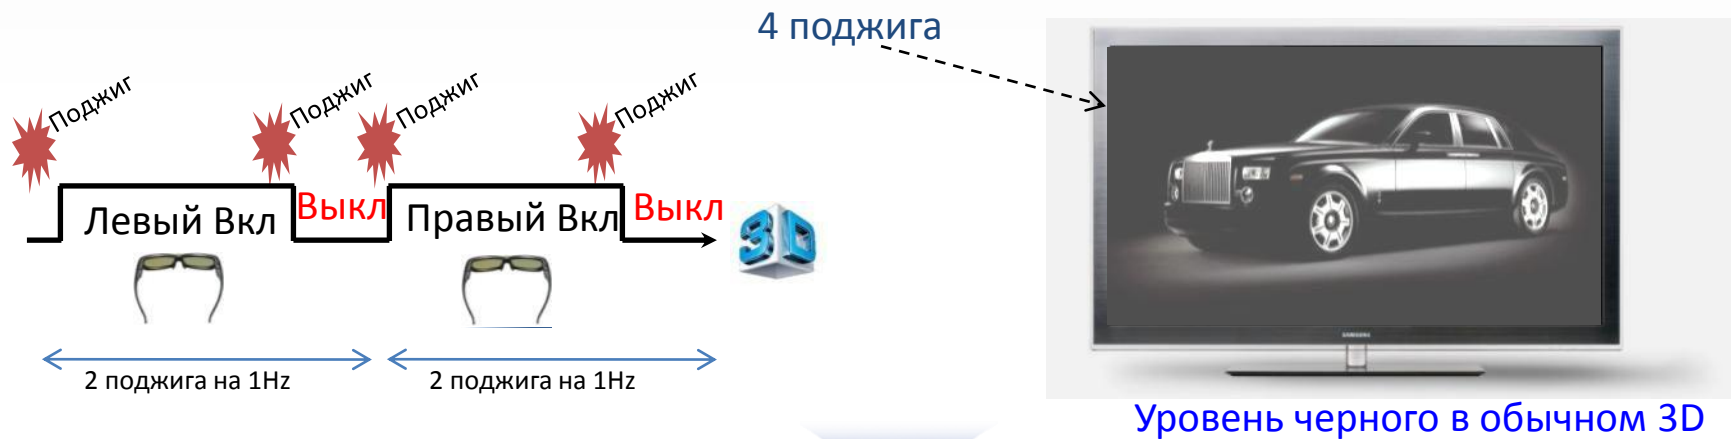 4 поджига
Поджиг
Поджиг
Поджиг
Поджиг
Левый Вкл
Выкл
Правый Вкл
Выкл
3D
2 поджига на 1Hz
2 поджига на 1Hz
SAMSUNG
Уровень черного в обычном 3D